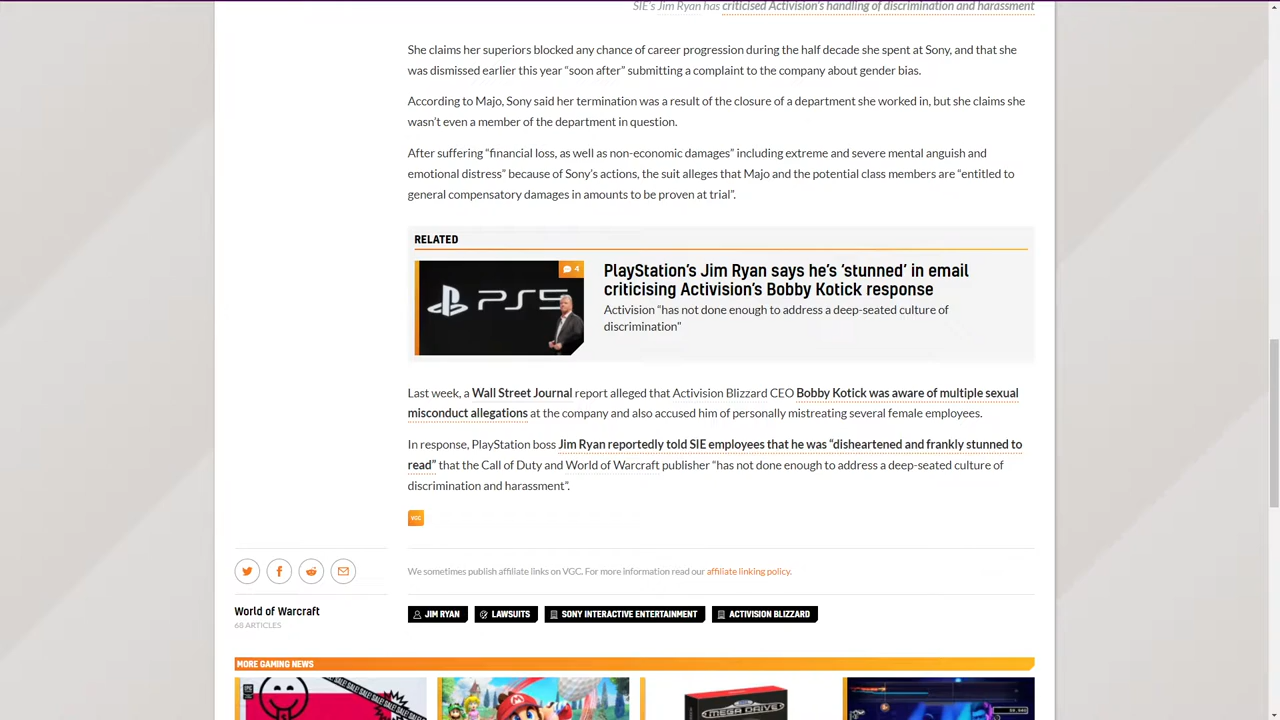 SIE's Jim Ryan has criticised Activision's handling of discrimination and harassment
She claims her superiors blocked any chance of career progression during the half decade she spent at Sony, and that she
was dismissed earlier this year “soon after” submitting a complaint to the company about gender bias.
According to Majo, Sony said her termination was a result of the closure of a department she worked in, but she claims she
wasn't even a member of the department in question.
After suffering “financial loss, as well as non-economic damages” including extreme and severe mental anguish and
emotional distress” because of Sony's actions, the suit alleges that Majo and the potential class members are “entitled to
general compensatory damages in amounts to be proven at trial”.
RELATED
4
PS5
PlayStation's Jim Ryan says he's ‘stunned’ in email
criticising Activision's Bobby Kotick response
Activision “has not done enough to address a deep-seated culture of
discrimination"
Last week, a Wall Street Journal report alleged that Activision Blizzard CEO Bobby Kotick was aware of multiple sexual
misconduct allegations at the company and also accused him of personally mistreating several female employees.
In response, PlayStation boss Jim Ryan reportedly told SIE employees that he was “disheartened and frankly stunned to
read” that the Call of Duty and World of Warcraft publisher “has not done enough to address a deep-seated culture of
discrimination and harassment”.
VGC
We sometimes publish affiliate links on VGC. For more information read our affiliate linking policy.
World of Warcraft
68 ARTICLES
JIM RYAN LAWSUITS SONY INTERACTIVE ENTERTAINMENT ACTIVISION BLIZZARD
MORE GAMING NEWS
SALE! SALE! SALE!
MEGA DRIVE